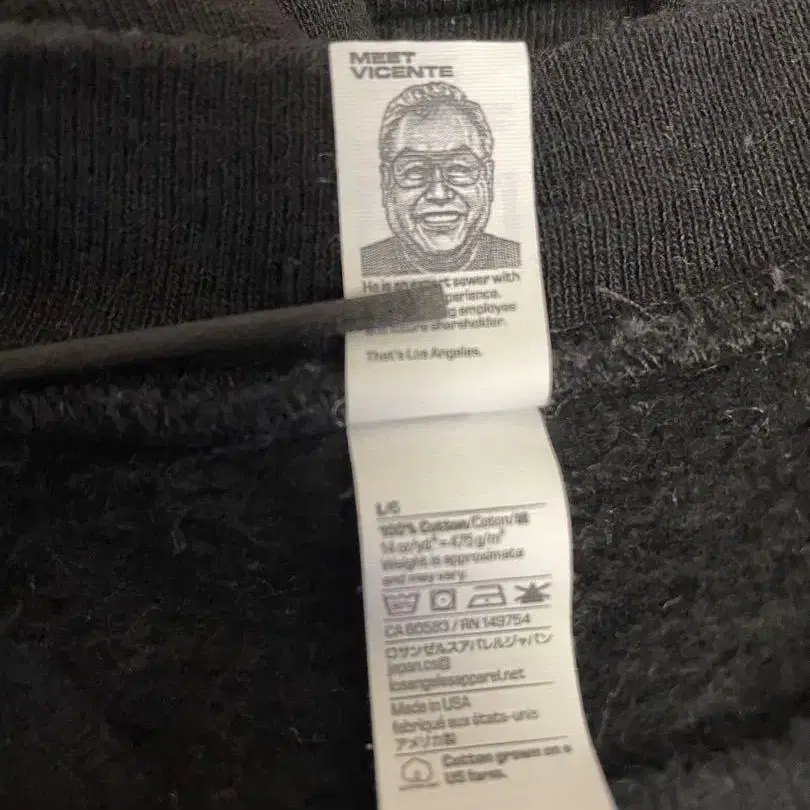 MEET
VICENTE
He is an expert sewer with
experience.
employee
future shareholder.
That's Los Angeles.
L/G
100% Cotton/Coton/綿
14 oz/yd² = 475 g/m²
Weight is approximate
and may vary.
CA 60583 / RN 149754
ロサンゼルスアパレルジャパン
japan.cs@
losangelesapparel.net
Made in USA
fabriqué aux états-unis
アメリカ製
Cotton grown on a
US farm.